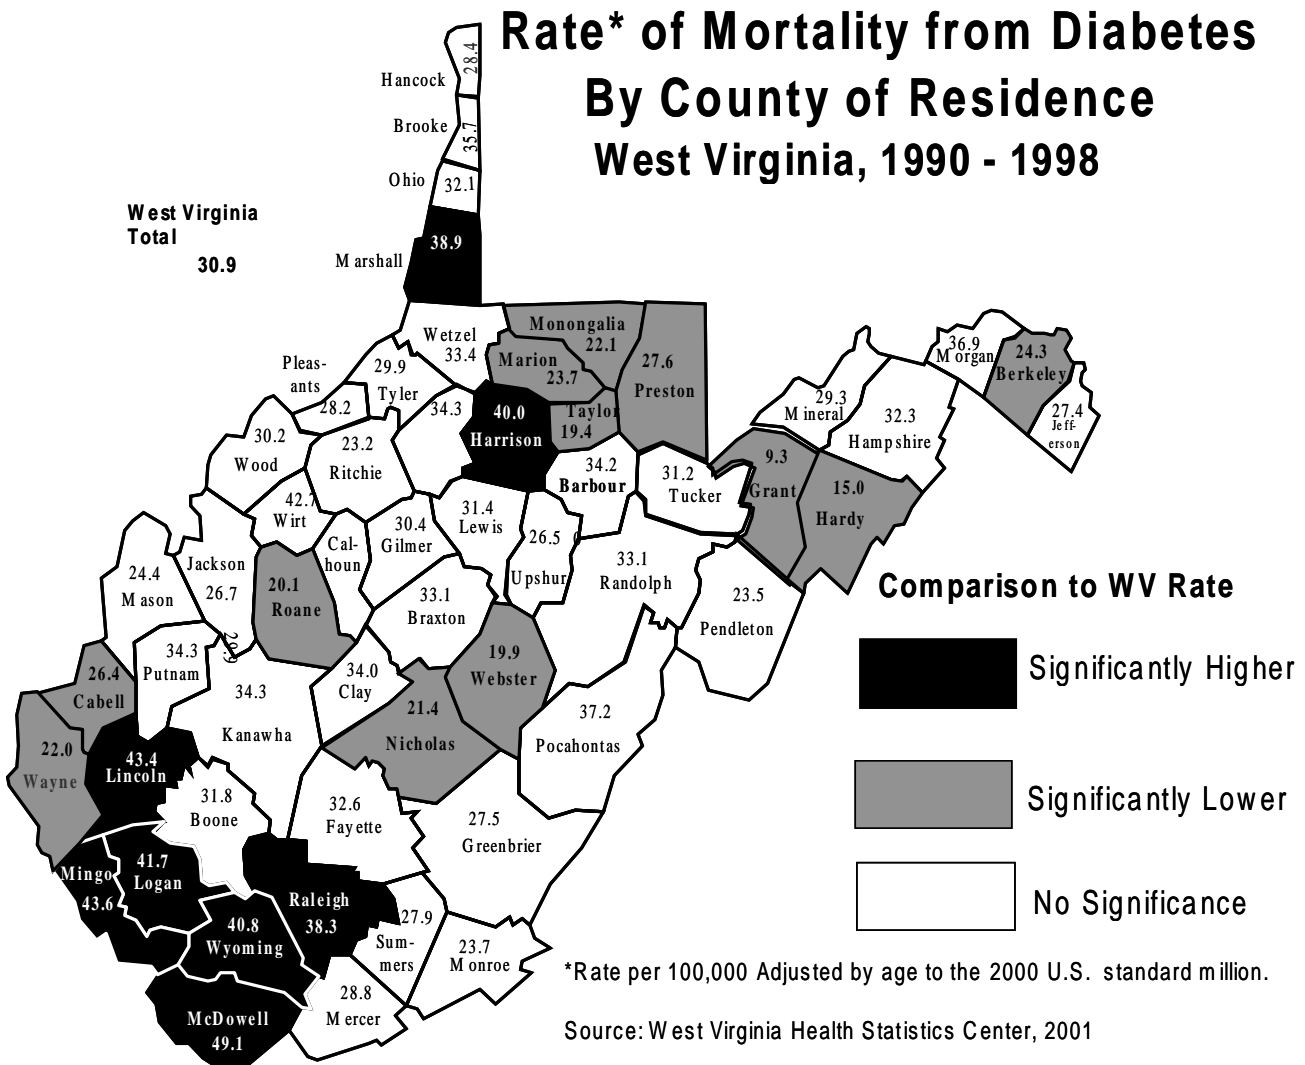 Rate* of Mortality from Diabetes
By County of Residence
West Virginia, 1990 - 1998
28.4
Hancock
Brooke
35.7
Ohio
32.1
West Virginia
Total
30.9
38.9
Marshall
Wetzel
33.4
Monongalia
22.1
Marion
23.7
27.6
Preston
Pleas-
ants
28.2
29.9
Tyler
34.3
40.0
Harrison
Taylor
19.4
36.9
Morgan
24.3
Berkeley
27.4
Jeff-
erson
29.3
Mineral
32.3
Hampshire
30.2
Wood
23.2
Ritchie
34.2
Barbour
31.2
Tucker
9.3
Grant
15.0
Hardy
42.7
Wirt
Cal-
houn
30.4
Gilmer
31.4
Lewis
26.5
Upshur
33.1
Randolph
23.5
Pendleton
24.4
Mason
Jackson
26.7
20.1
Roane
29.9
33.1
Braxton
19.9
Webster
34.3
Putnam
34.3
Kanawha
34.0
Clay
21.4
Nicholas
37.2
Pocahontas
26.4
Cabell
22.0
Wayne
43.4
Lincoln
31.8
Boone
32.6
Fayette
27.5
Greenbrier
Mingo
43.6
41.7
Logan
40.8
Wyoming
Raleigh
38.3
27.9
Sum-
mers
23.7
Monroe
28.8
Mercer
McDowell
49.1
Comparison to WV Rate
Significantly Higher
Significantly Lower
No Significance
*Rate per 100,000 Adjusted by age to the 2000 U.S. standard million.
Source: West Virginia Health Statistics Center, 2001